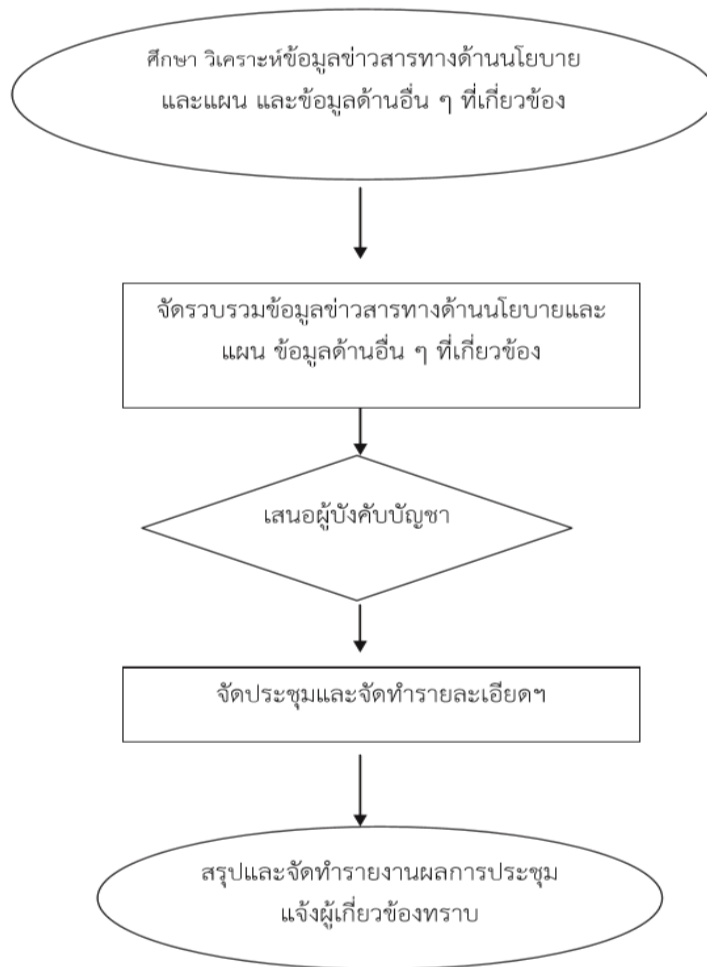 ศึกษา วิเคราะห์ข้อมูลข่าวสารทางด้านนโยบาย
และแผน และข้อมูลด้านอื่น ๆ ที่เกี่ยวข้อง
จัดรวบรวมข้อมูลข่าวสารทางด้านนโยบายและ
แผน ข้อมูลด้านอื่น ๆ ที่เกี่ยวข้อง
เสนอผู้บังคับบัญชา
จัดประชุมและจัดทำรายละเอียดฯ
สรุปและจัดทำรายงานผลการประชุม
แจ้งผู้เกี่ยวข้องทราบ